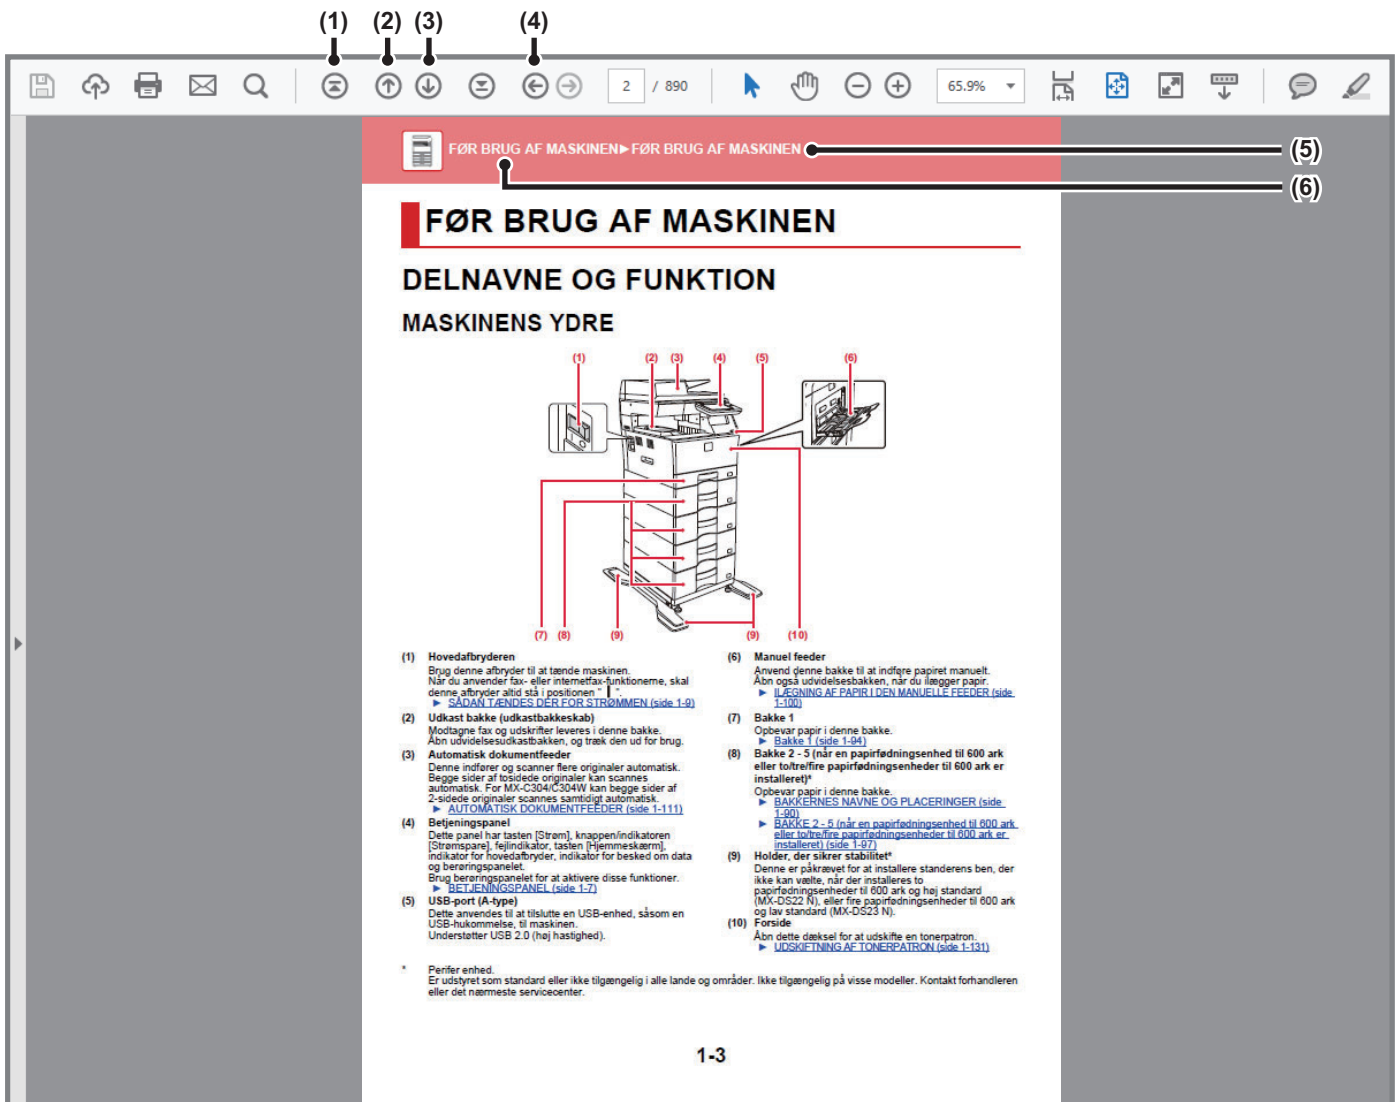 (1) (2) (3) (4)
2 / 890 65.9%
FØR BRUG AF MASKINEN►FØR BRUG AF MASKINEN
(5)
(6)
FØR BRUG AF MASKINEN
DELNAVNE OG FUNKTION
MASKINENS YDRE
(1) (2) (3) (4) (5) (6)
(7) (8) (9) (9) (10)
(1) Hovedafbryderen
Brug denne afbryder til at tænde maskinen.
Når du anvender fax- eller internetfax-funktionerne, skal
denne afbryder altid stå i positionen " | ".
► SÅDAN TÆNDES DER FOR STRØMMEN (side 1-9)
(2) Udkast bakke (udkastbakkeskab)
Modtagne fax og udskrifter leveres i denne bakke.
Åbn udvidelsesudkastbakken, og træk den ud for brug.
(3) Automatisk dokumentfeeder
Denne indfører og scanner flere originaler automatisk.
Begge sider af tosidede originaler kan scannes
automatisk. For MX-C304/C304W kan begge sider af
2-sidede originaler scannes samtidigt automatisk.
► AUTOMATISK DOKUMENTFEEDER (side 1-111)
(4) Betjeningspanel
Dette panel har tasten [Strøm], knappen/indikatoren
[Strømspare], fejlindikator, tasten [Hjemmeskærm],
indikator for hovedafbryder, indikator for besked om data
og berøringspanelet.
Brug berøringspanelet for at aktivere disse funktioner.
► BETJENINGSPANEL (side 1-7)
(5) USB-port (A-type)
Dette anvendes til at tilslutte en USB-enhed, såsom en
USB-hukommelse, til maskinen.
Understøtter USB 2.0 (høj hastighed).
(6) Manuel feeder
Anvend denne bakke til at indføre papiret manuelt.
Åbn også udvidelsesbakken, når du ilægger papir.
► ILÆGNING AF PAPIR I DEN MANUELLE FEEDER (side
1-100)
(7) Bakke 1
Opbevar papir i denne bakke.
► Bakke 1 (side 1-94)
(8) Bakke 2 - 5 (når en papirfødningsenhed til 600 ark
eller to/tre/fire papirfødningsenheder til 600 ark er
installeret)*
Opbevar papir i denne bakke.
► BAKKERNES NAVNE OG PLACERINGER (side
1-90)
► BAKKE 2 - 5 (når en papirfødningsenhed til 600 ark
eller to/tre/fire papirfødningsenheder til 600 ark er
installeret) (side 1-97)
(9) Holder, der sikrer stabilitet*
Denne er påkrævet for at installere standerens ben, der
ikke kan vælte, når der installeres to
papirfødningsenheder til 600 ark og høj standard
(MX-DS22 N), eller fire papirfødningsenheder til 600 ark
og lav standard (MX-DS23 N).
(10) Forside
Åbn dette dæksel for at udskifte en tonerpatron.
► UDSKIFTNING AF TONERPATRON (side 1-131)
* Perifer enhed.
Er udstyret som standard eller ikke tilgængelig i alle lande og områder. Ikke tilgængelig på visse modeller. Kontakt forhandleren
eller det nærmeste servicecenter.
1-3